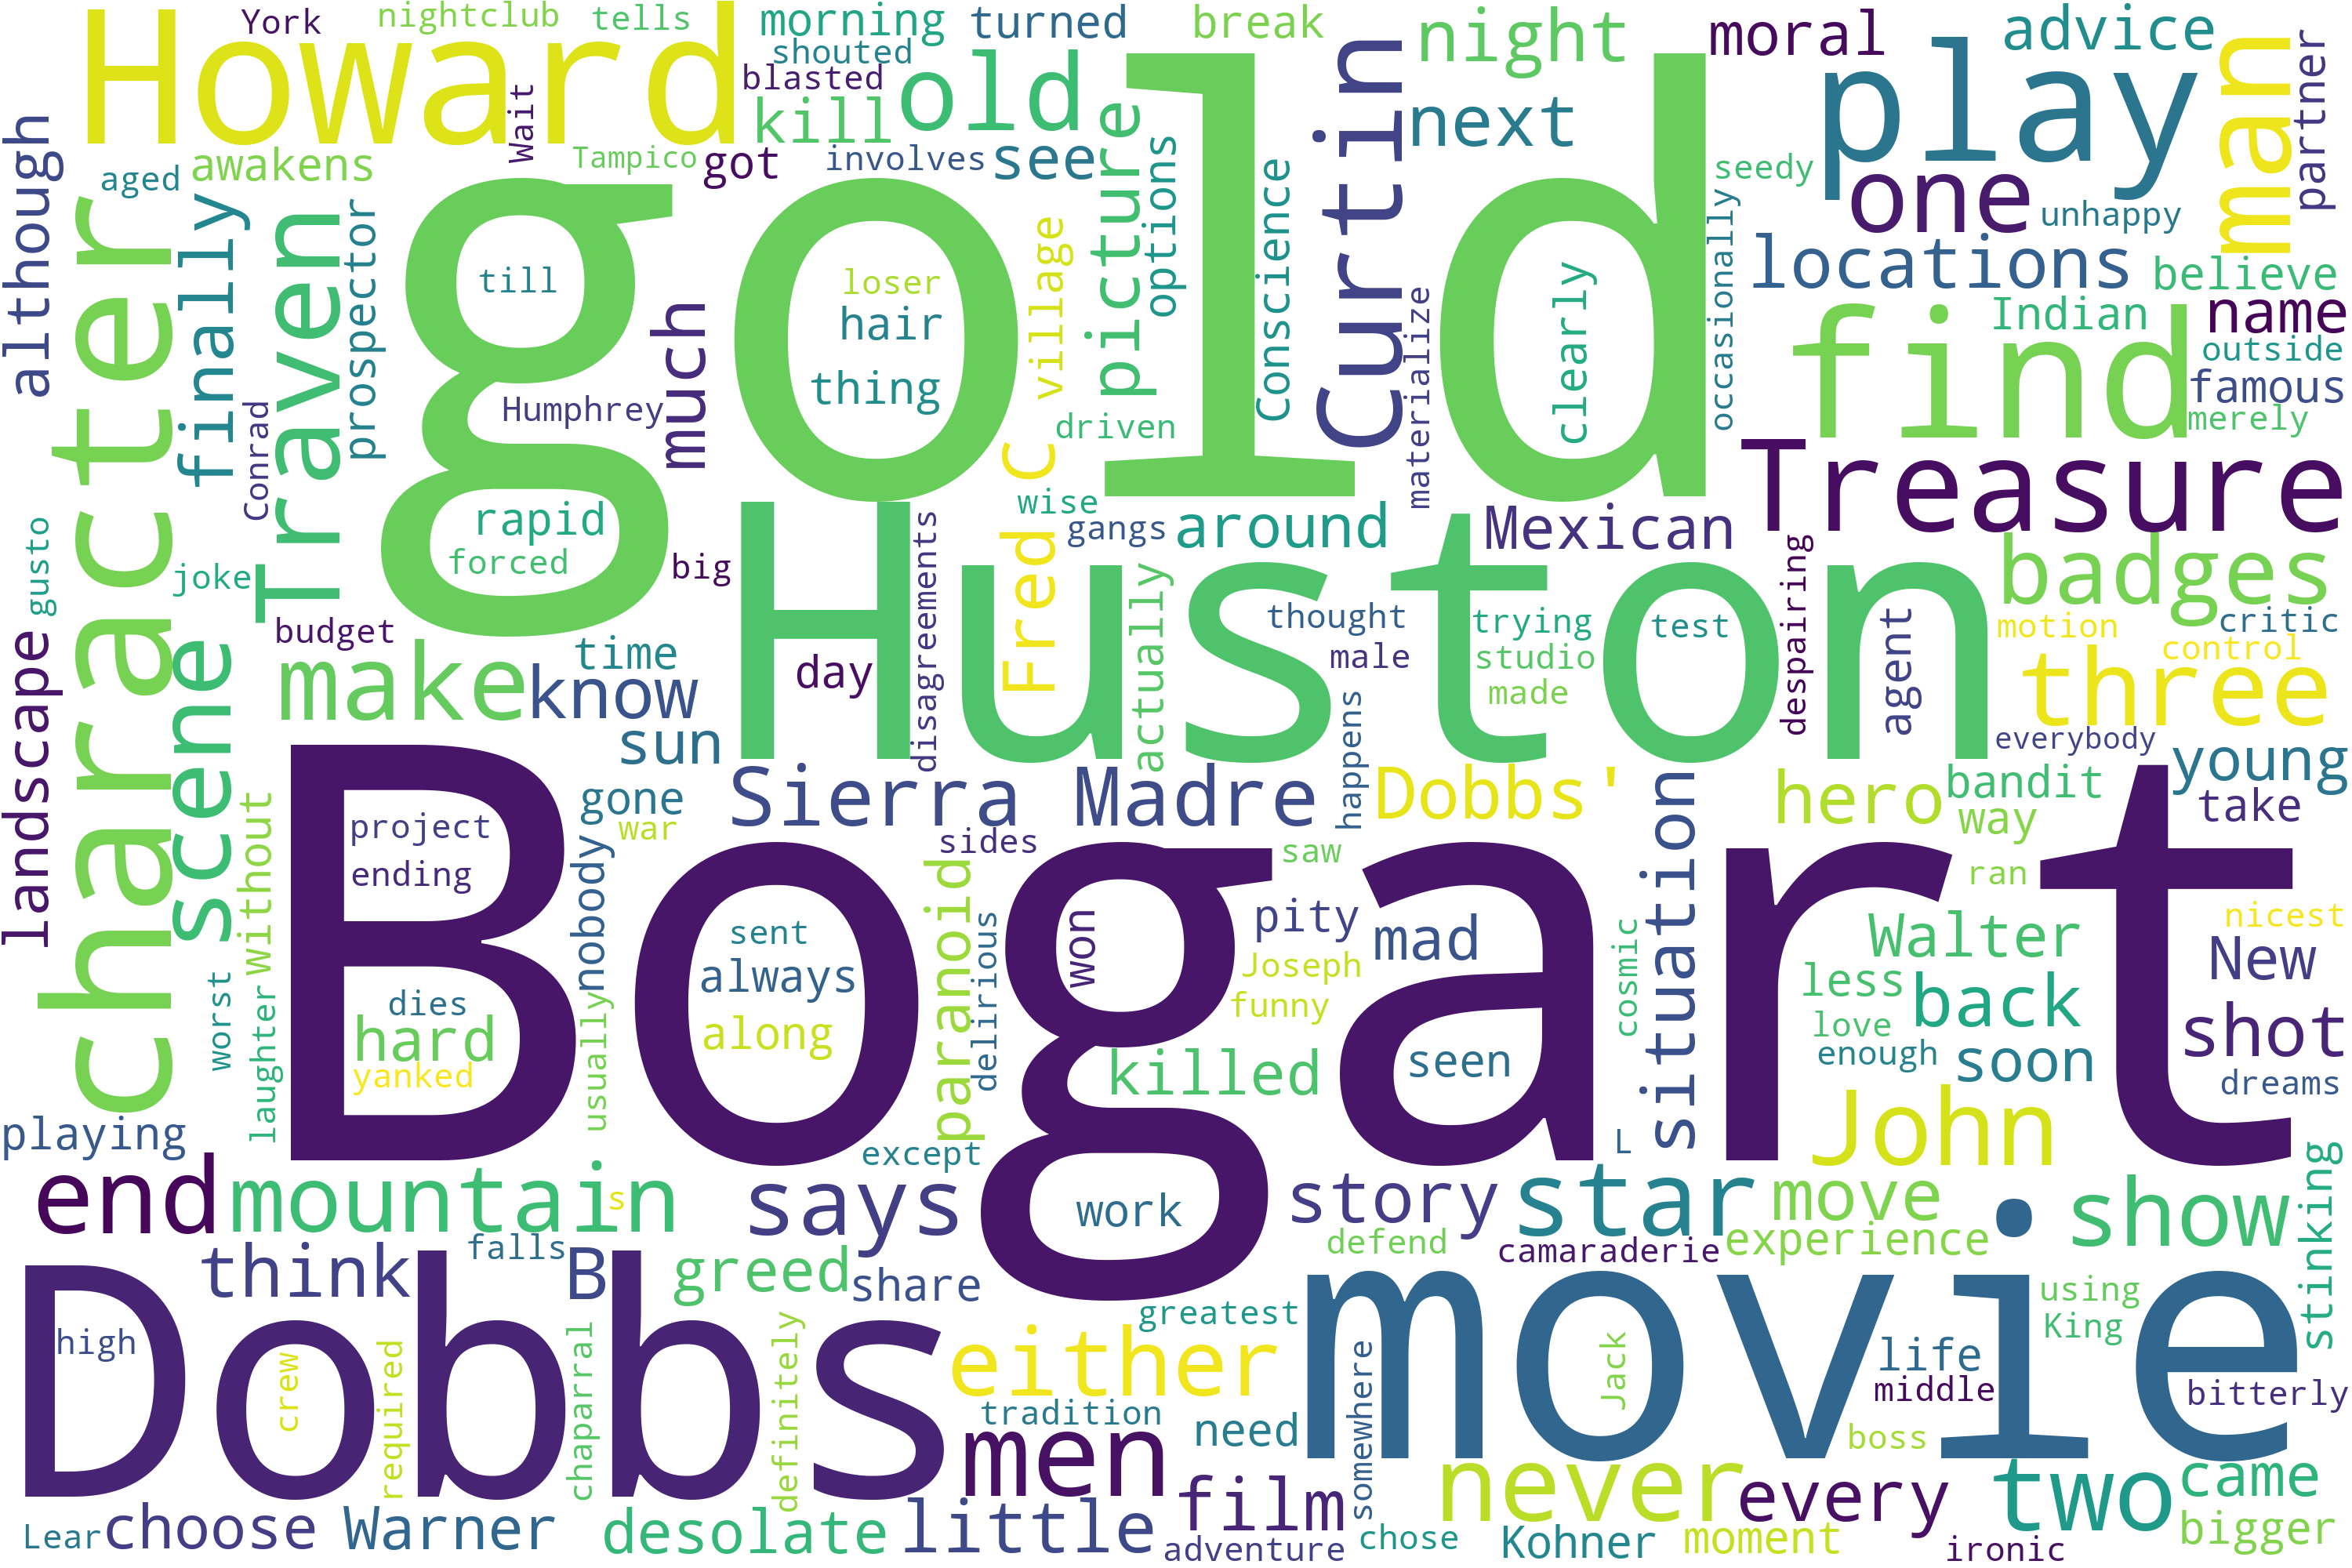 York
nightclub
tells
morning
turned
break
night
moral
advice
Howard
shouted
blasted
kill
old
Curtin
next
play
man
partner
although
aged
awakens
Wait
Tampico
got
involves
see
picture
options
one
seedy
unhappy
character
finally
Traven
prospector
gold
till
loser
hair
thing
village
Conscience
clearly
occasionally
locations
believe
Indian
name
outside
famous
merely
find
much
Humphrey
driven
materialize
Conrad
Treasure
rapid
forced
wise
gangs
around
Mexican
Fred C
disagreements
actually
gusto
joke
big
budget
Huston
thought
male
trying
studio
made
test
despairing
agent
badges
motion
critic
control
three
everybody
landscape
scene
make
know
time
day
sun
happens
Sierra Madre
Dobbs'
hero
bandit
young
way
take
gone
war
nobody
project
ending
Without
sides
saw
situation
ran
Bogart
paranoid
delirious
won
pity
mad
Joseph
funny
cosmic
Walter
nicest
New
sent
always
along
dies
hard
yanked
worst
laughter
usually
killed
seen
less
love
enough
back
soon
shot
dreams
playing
except
L
John
end
mountain
s
says
work
story
star
.
move
show
stinking
falls
think
B
greed
share
defend
camaraderie
experience
using
King
Dobbs
high
crew
required
chaparral
definitely
greatest
either
somewhere
movie
Jack
life
middle
bitterly
tradition
men
need
boss
Lear
choose
Warner
desolate
little
film
adventure
chose
never
Kohner
moment
every
ironic
two
came
bigger